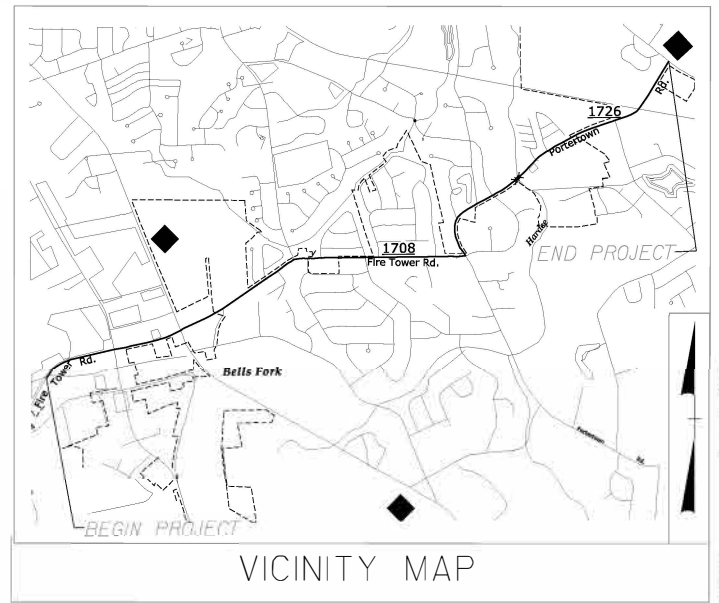 1726
Rd.
Portertown
Hardee
END PROJECT
1708
Fire Tower Rd.
Fire Tower Rd.
Bells Fork
Portertown Rd.
BEGIN PROJECT
VICINITY MAP